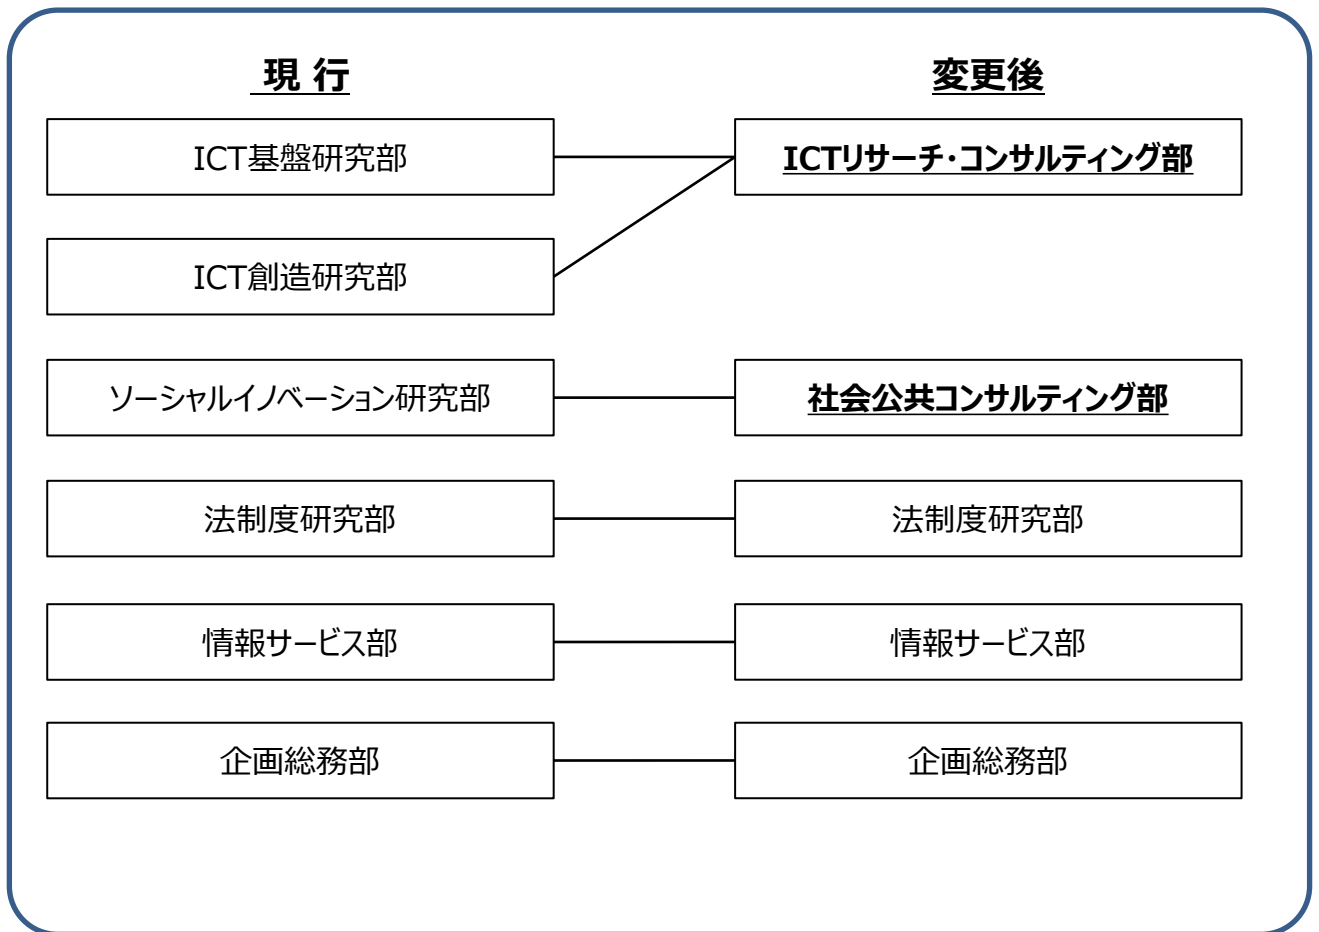 現 行 変更後
ICT基盤研究部 ICTリサーチ・コンサルティング部
ICT創造研究部
ソーシャルイノベーション研究部 社会公共コンサルティング部
法制度研究部 法制度研究部
情報サービス部 情報サービス部
企画総務部 企画総務部